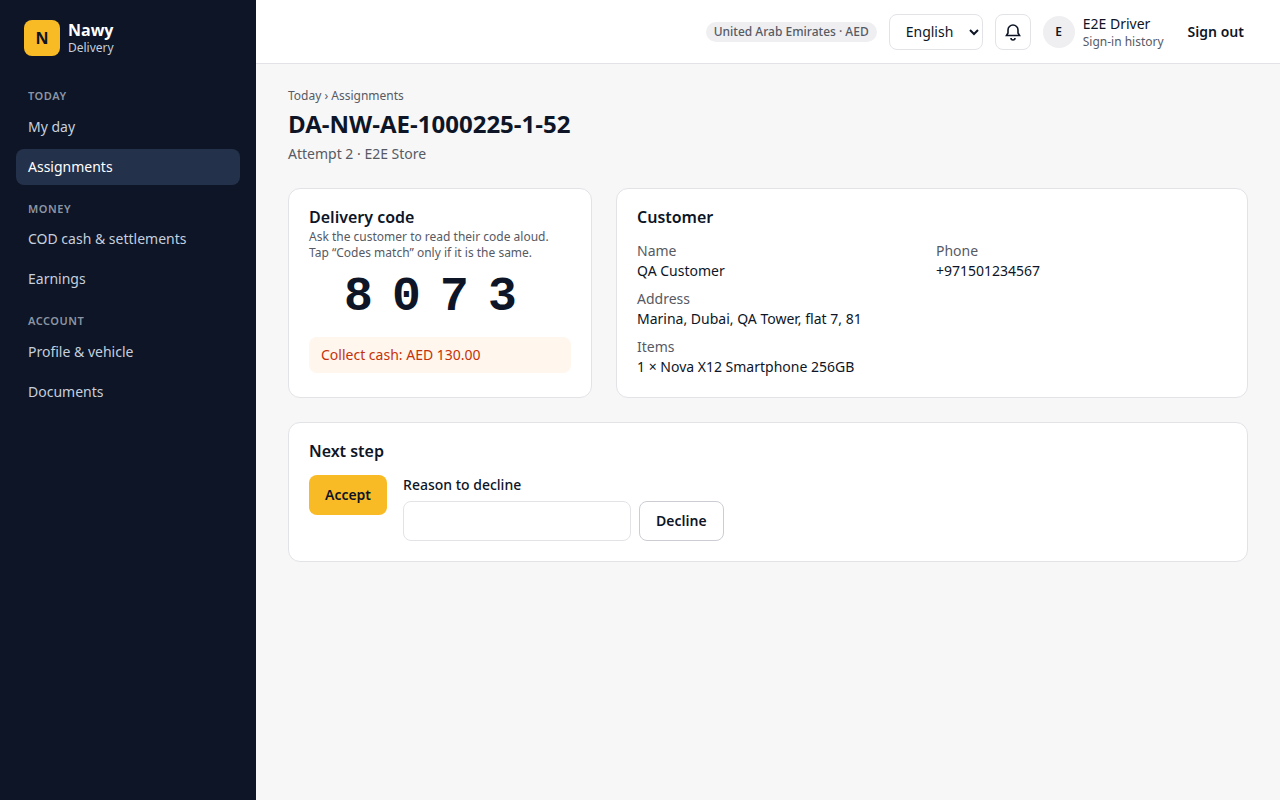 N
Nawy
Delivery
TODAY
My day
Assignments
MONEY
COD cash & settlements
Earnings
ACCOUNT
Profile & vehicle
Documents
United Arab Emirates · AED
English
E
E2E Driver
Sign-in history
Sign out
Today › Assignments
DA-NW-AE-1000225-1-52
Attempt 2 · E2E Store
Delivery code
Ask the customer to read their code aloud.
Tap “Codes match” only if it is the same.
8073
Collect cash: AED 130.00
Customer
Name
QA Customer
Phone
+971501234567
Address
Marina, Dubai, QA Tower, flat 7, 81
Items
1 × Nova X12 Smartphone 256GB
Next step
Accept
Reason to decline
Decline